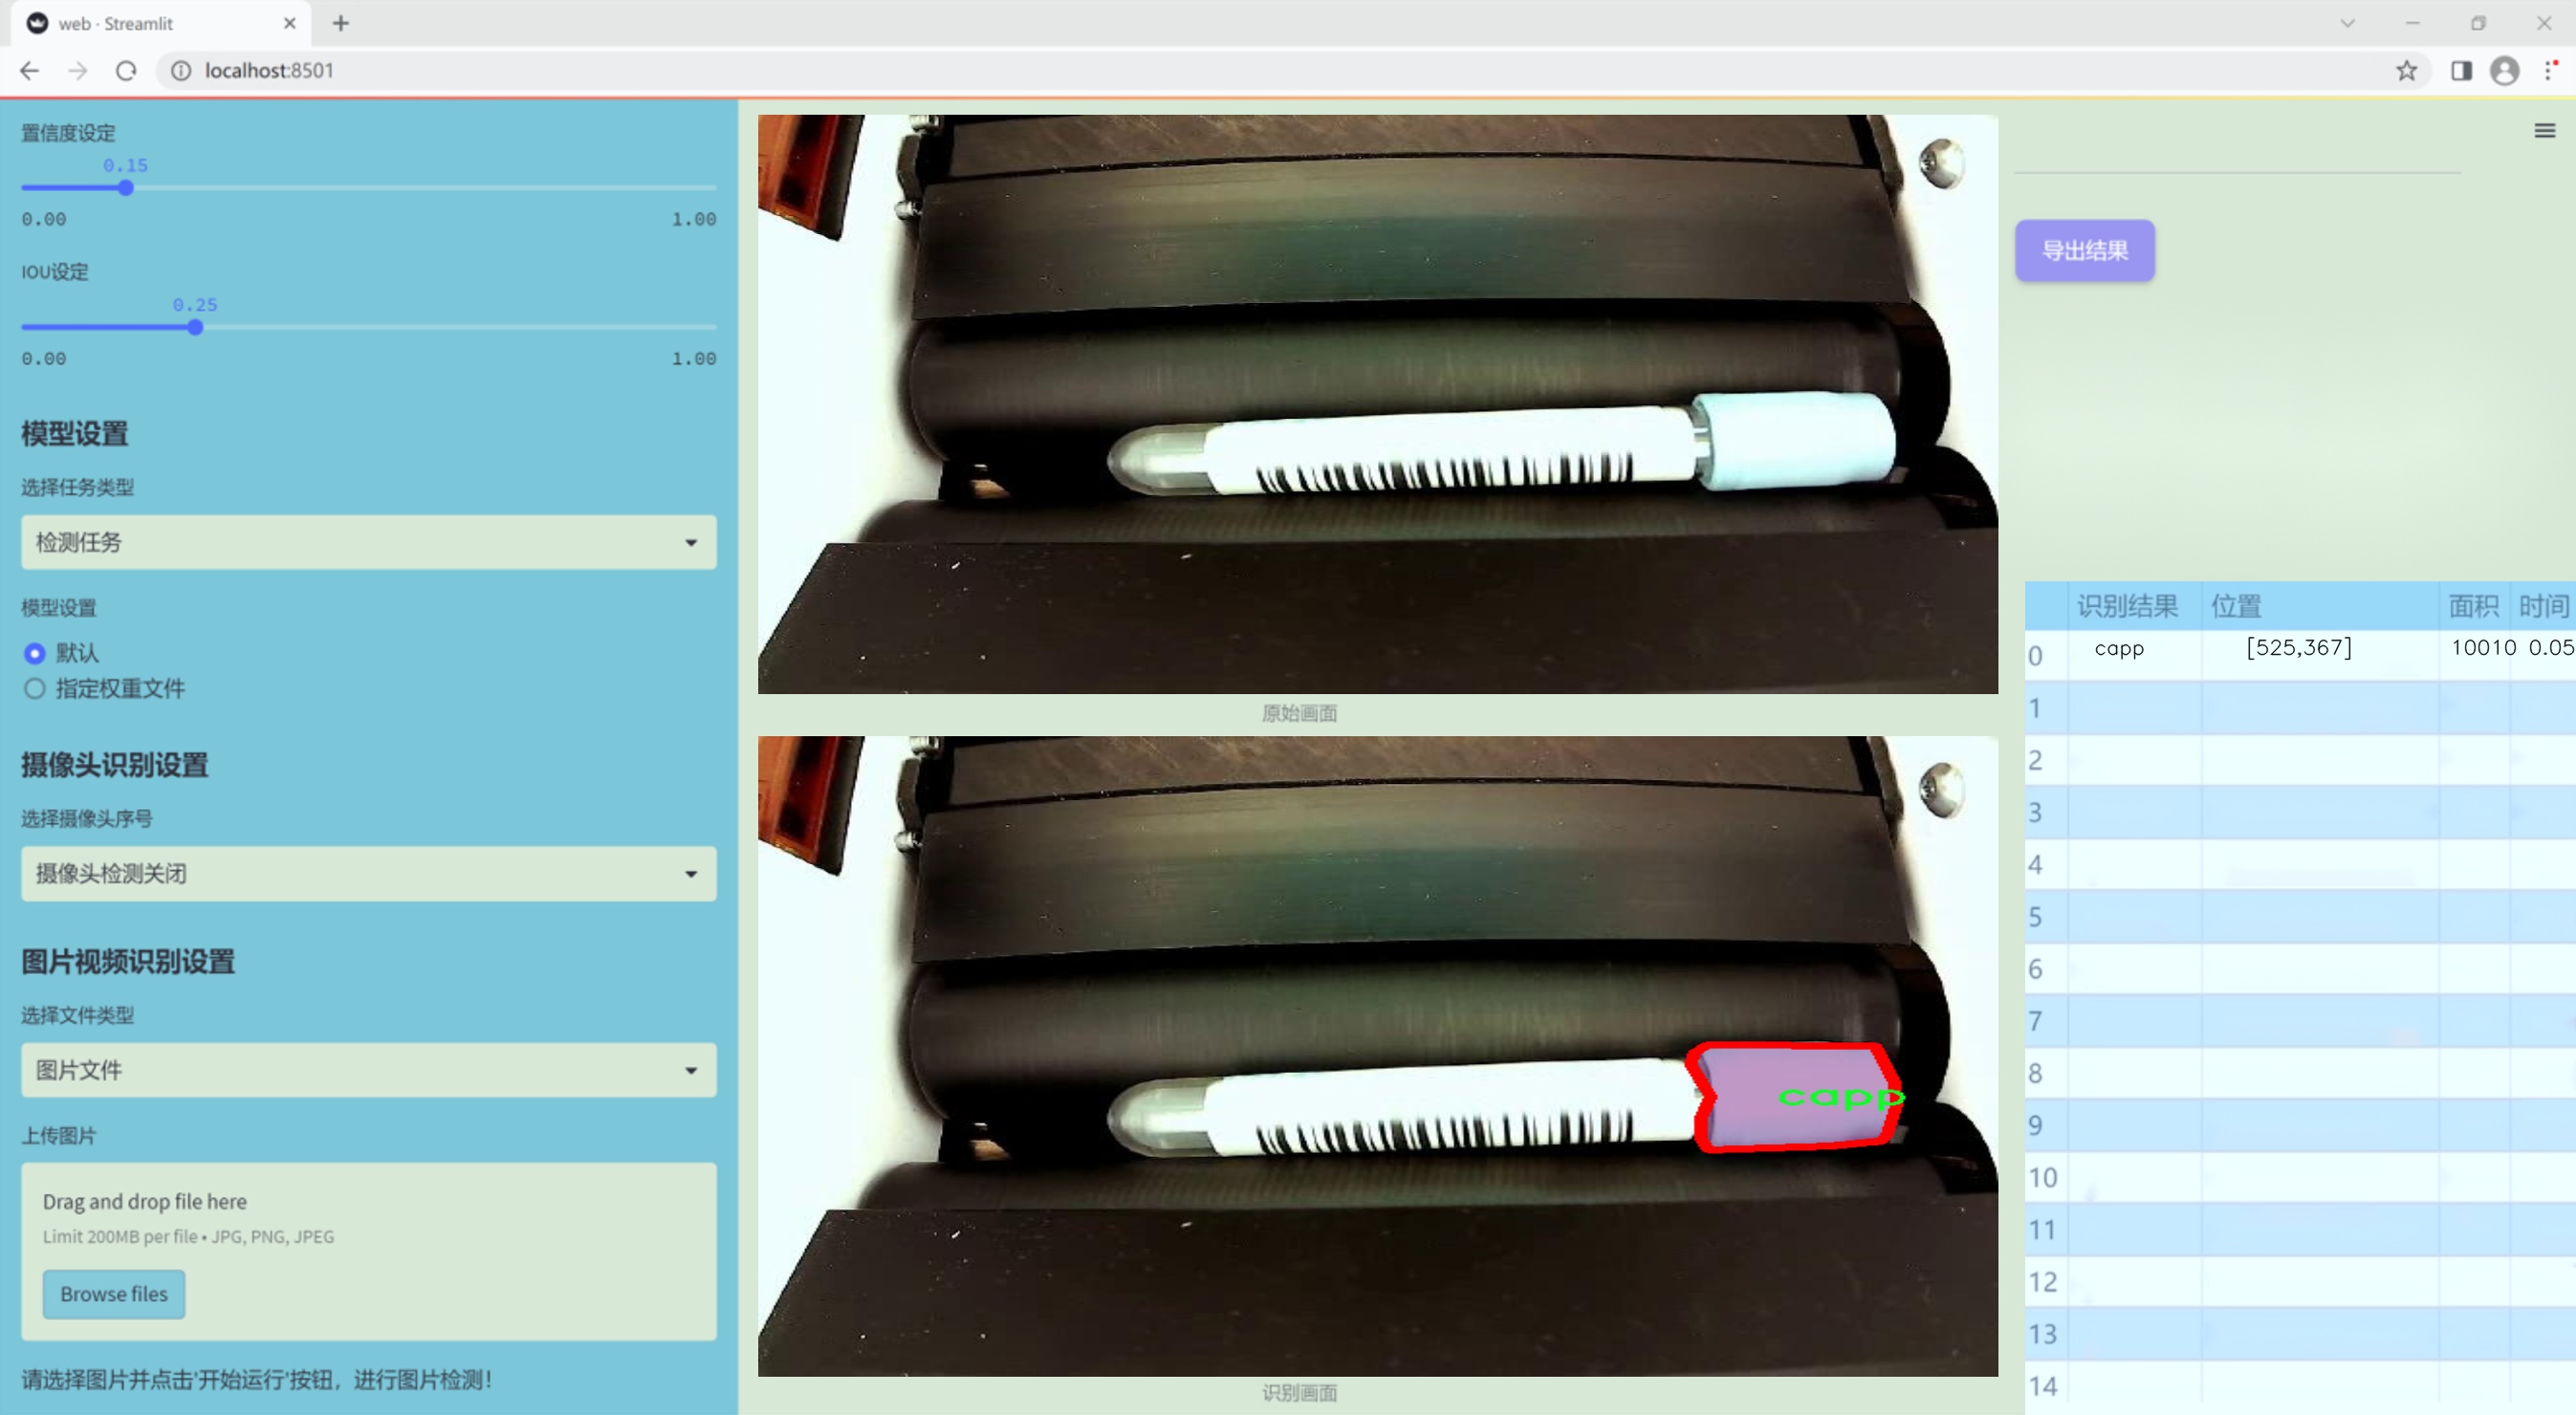 web · Streamlit
localhost:8501
置信度设定
0.15
0.00 1.00
IOU设定
0.25
0.00 1.00
模型设置
选择任务类型
检测任务
模型设置
默认
指定权重文件
摄像头识别设置
选择摄像头序号
摄像头检测关闭
图片视频识别设置
选择文件类型
图片文件
上传图片
Drag and drop file here
Limit 200MB per file • JPG, PNG, JPEG
Browse files
请选择图片并点击'开始运行'按钮，进行图片检测!
原始画面
capp
识别画面
导出结果
识别结果 位置 面积 时间
0 capp [525,367] 10010 0.05
1
2
3
4
5
6
7
8
9
10
11
12
13
14